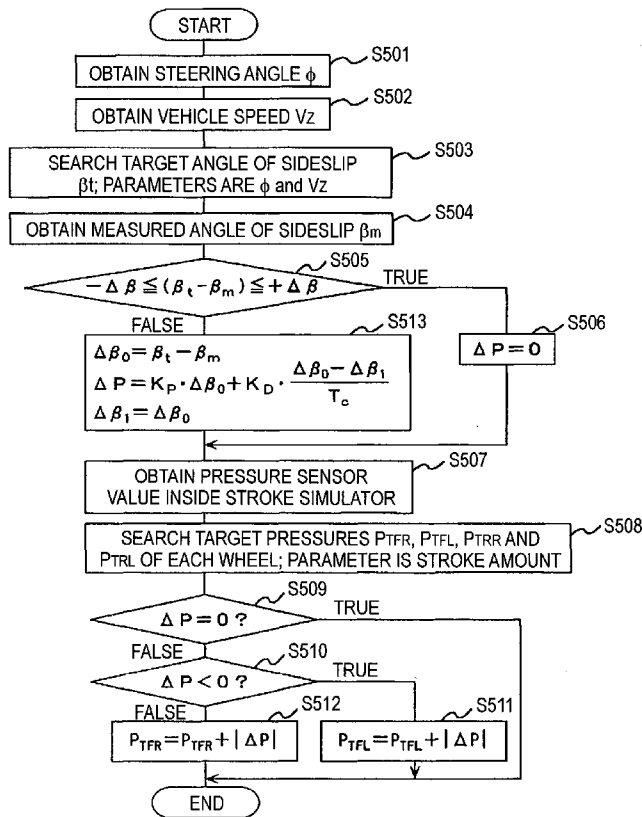 START
S501
OBTAIN STEERING ANGLE ϕ
S502
OBTAIN VEHICLE SPEED Vz
S503
SEARCH TARGET ANGLE OF SIDESLIP
βt; PARAMETERS ARE ϕ and Vz
S504
OBTAIN MEASURED ANGLE OF SIDESLIP βm
S505
−Δβ≦(βt−βm)≦+Δβ
TRUE
FALSE
S513
S506
Δβ0=βt−βm
ΔP=KP·Δβ0+KD·(Δβ0−Δβ1)/Tc
Δβ1=Δβ0
ΔP=0
S507
OBTAIN PRESSURE SENSOR
VALUE INSIDE STROKE SIMULATOR
S508
SEARCH TARGET PRESSURES PTFR, PTFL, PTRR AND
PTRL OF EACH WHEEL; PARAMETER IS STROKE AMOUNT
S509
ΔP=0?
TRUE
FALSE
S510
ΔP<0?
TRUE
FALSE
S512
S511
PTFR=PTFR+|ΔP|
PTFL=PTFL+|ΔP|
END